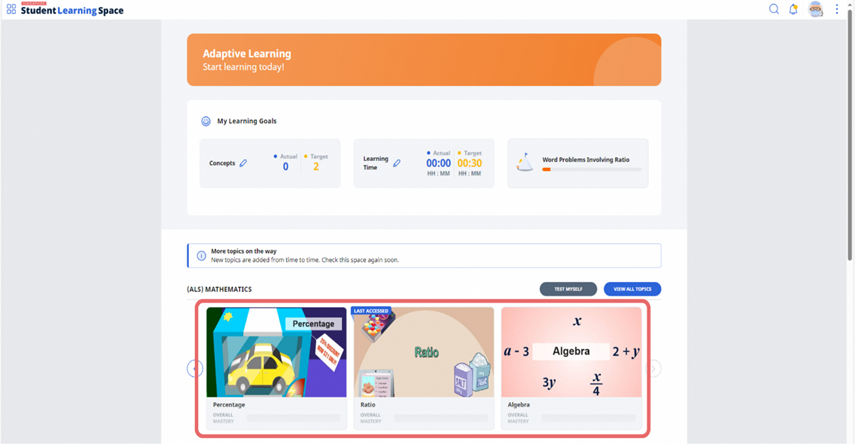 SINGAPORE
Student Learning Space
Adaptive Learning
Start learning today!
My Learning Goals
Concepts
Actual
Target
0
2
Learning
Time
Actual
Target
00:00
00:30
HH : MM
HH : MM
Word Problems Involving Ratio
More topics on the way
New topics are added from time to time. Check this space again soon.
(ALS) MATHEMATICS
TEST MYSELF
VIEW ALL TOPICS
Percentage
LAST ACCESSED
Ratio
x
a - 3
Algebra
2 + y
3y
x
4
Percentage
OVERALL
MASTERY
Ratio
OVERALL
MASTERY
Algebra
OVERALL
MASTERY